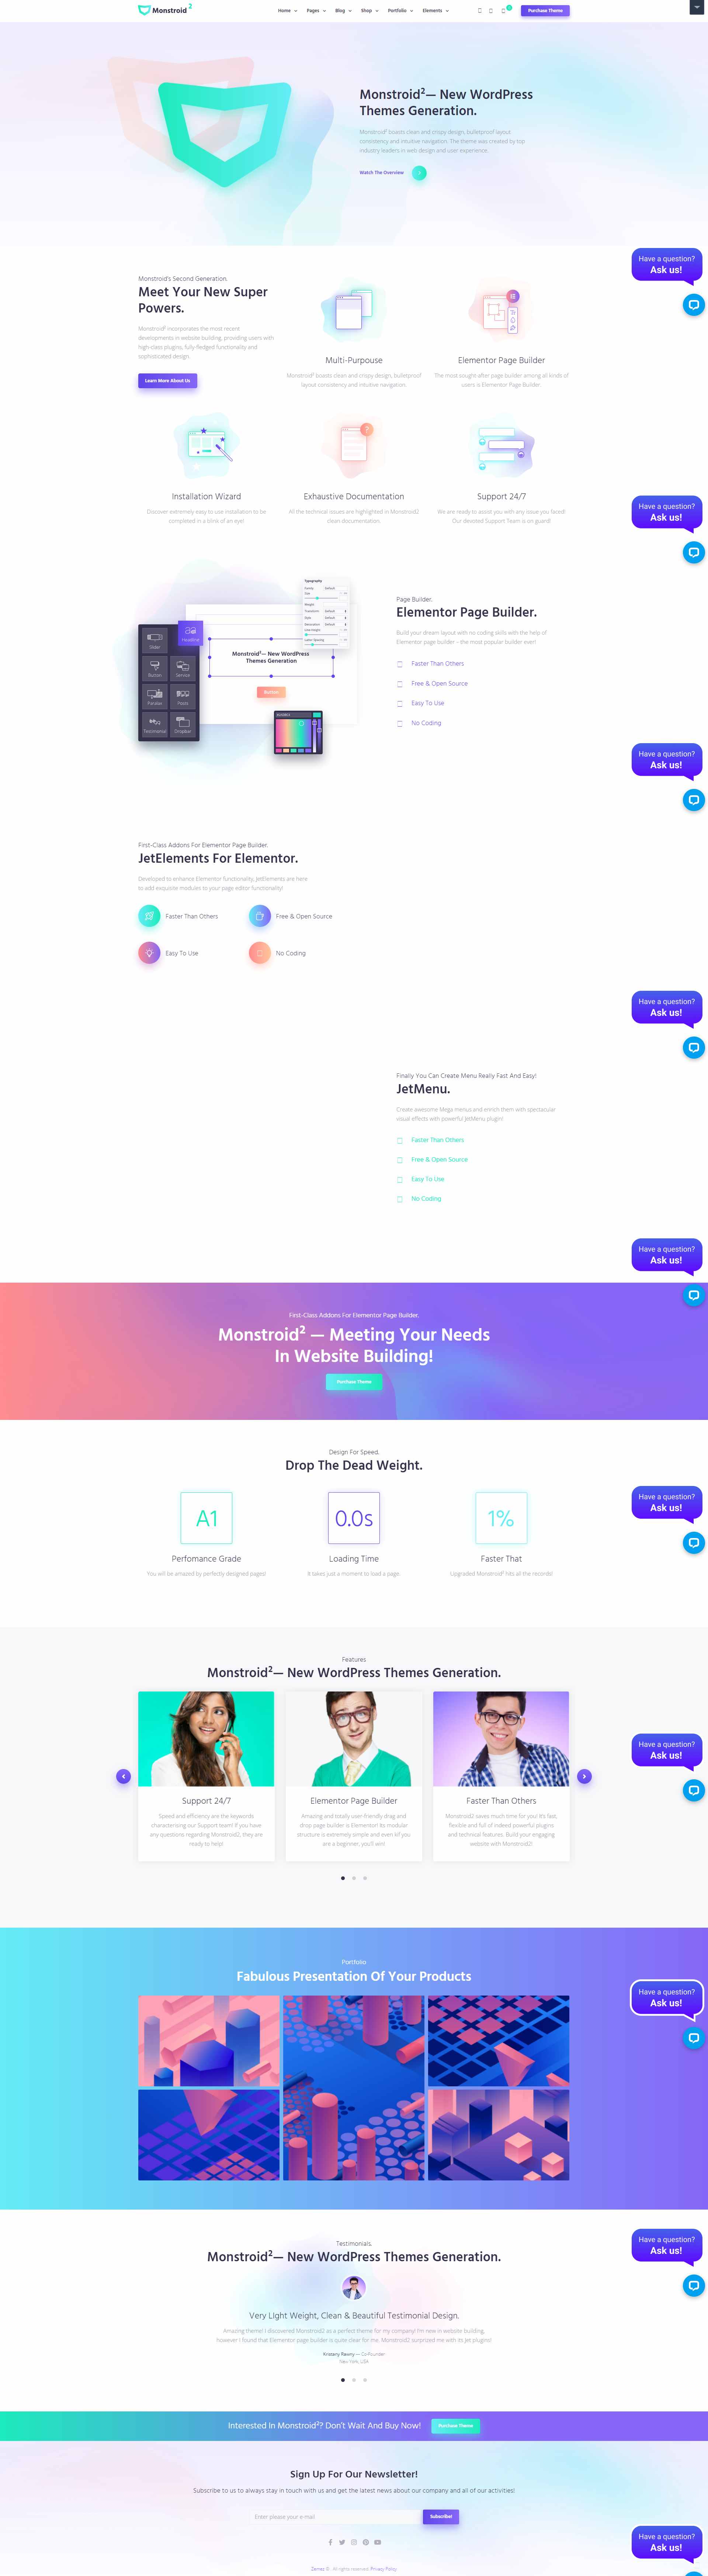 Monstroid 2
Home
Pages
Blog
Shop
Portfolio
Elements
Purchase Theme
Monstroid²— New WordPress
Themes Generation.
Monstroid² boasts clean and crispy design, bulletproof layout
consistency and intuitive navigation. The theme was created by top
industry leaders in web design and user experience.
Watch The Overview
Have a question?
Ask us!
Monstroid's Second Generation.
Meet Your New Super
Powers.
Monstroid² incorporates the most recent
developments in website building, providing users with
high-class plugins, fully-fledged functionality and
sophisticated design.
Learn More About Us
Multi-Purpouse
Monstroid² boasts clean and crispy design, bulletproof
layout consistency and intuitive navigation.
Elementor Page Builder
The most sought-after page builder among all kinds of
users is Elementor Page Builder.
Installation Wizard
Discover extremely easy to use Installation to be
completed in a blink of an eye!
Exhaustive Documentation
All the technical issues are highlighted in Monstroid2
clean documentation.
Support 24/7
We are ready to assist you with any issue you faced!
Our devoted Support Team is on guard!
Have a question?
Ask us!
Slider
Headline
Button
Service
Parallax
Posts
Testimonial
Dropbar
Monstroid²— New WordPress
Themes Generation
Button
Typography
Family
Default
Size
Weight
Transform
Default
Style
Default
Decoration
Default
Line-Height
Letter Spacing
Page Builder.
Elementor Page Builder.
Build your dream layout with no coding skills with the help of
Elementor page builder – the most popular builder ever!
Faster Than Others
Free & Open Source
Easy To Use
No Coding
Have a question?
Ask us!
First-Class Addons For Elementor Page Builder.
JetElements For Elementor.
Developed to enhance Elementor functionality, JetElements are here
to add exquisite modules to your page editor functionality!
Faster Than Others
Free & Open Source
Easy To Use
No Coding
Have a question?
Ask us!
Finally You Can Create Menu Really Fast And Easy!
JetMenu.
Create awesome Mega menus and enrich them with spectacular
visual effects with powerful JetMenu plugin!
Faster Than Others
Free & Open Source
Easy To Use
No Coding
Have a question?
Ask us!
First-Class Addons For Elementor Page Builder.
Monstroid² — Meeting Your Needs
In Website Building!
Purchase Theme
Design For Speed.
Drop The Dead Weight.
A1
Perfomance Grade
You will be amazed by perfectly designed pages!
0.0s
Loading Time
It takes just a moment to load a page.
1%
Faster That
Upgraded Monstroid² hits all the records!
Have a question?
Ask us!
Features
Monstroid²— New WordPress Themes Generation.
Support 24/7
Speed and efficiency are the keywords
characterising our Support team! If you have
any questions regarding Monstroid2, they are
ready to help!
Elementor Page Builder
Amazing and totally user-friendly drag and
drop page builder is Elementor! Its modular
structure is extremely simple and even if you
are a beginner, you'll win!
Faster Than Others
Monstroid2 saves much time for you! It's fast,
flexible and full of indeed powerful plugins
and technical features. Build your engaging
website with Monstroid2!
Have a question?
Ask us!
Portfolio
Fabulous Presentation Of Your Products
Have a question?
Ask us!
Testimonials.
Monstroid²— New WordPress Themes Generation.
Very Light Weight, Clean & Beautiful Testimonial Design.
Amazing theme! I discovered Monstroid2 as a perfect theme for my company! I'm new in website building,
however I found that Elementor page builder is quite clear for me. Monstroid2 surprized me with its Jet plugins!
— Co-Founder
New York, USA
Have a question?
Ask us!
Interested In Monstroid²? Don't Wait And Buy Now!
Purchase Theme
Sign Up For Our Newsletter!
Subscribe to us to always stay in touch with us and get the latest news about our company and all of our activities!
Enter please your e-mail
Subscribe!
Zemez ©. All rights reserved. Privacy Policy
Have a question?
Ask us!